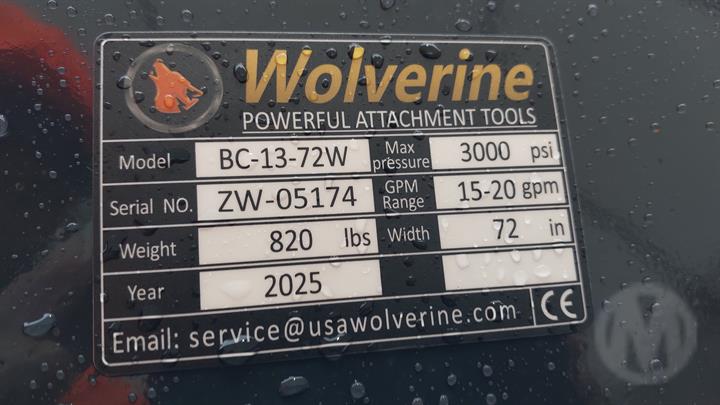 Wolverine
POWERFUL ATTACHMENT TOOLS
Model BC-13-72W Max pressure 3000 psi
Serial NO. ZW-05174 GPM Range 15-20 gpm
Weight 820 lbs Width 72 in
Year 2025
Email: service@usawolverine.com CE
M